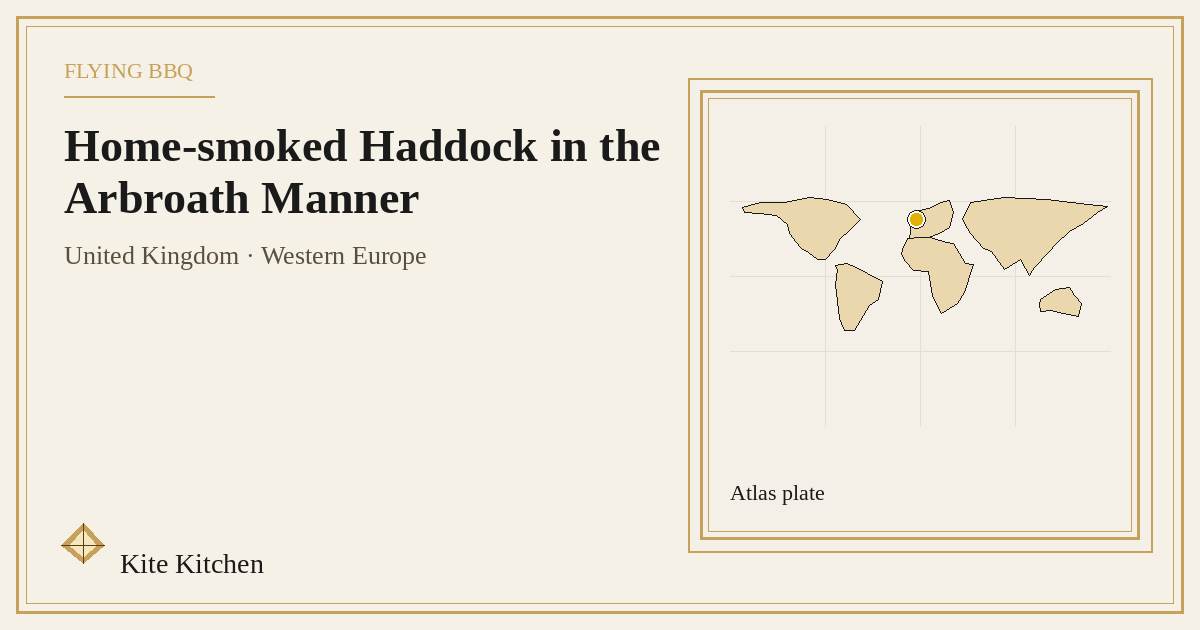 FLYING BBQ
Home-smoked Haddock in the
Arbroath Manner
United Kingdom · Western Europe
Atlas plate
Kite Kitchen